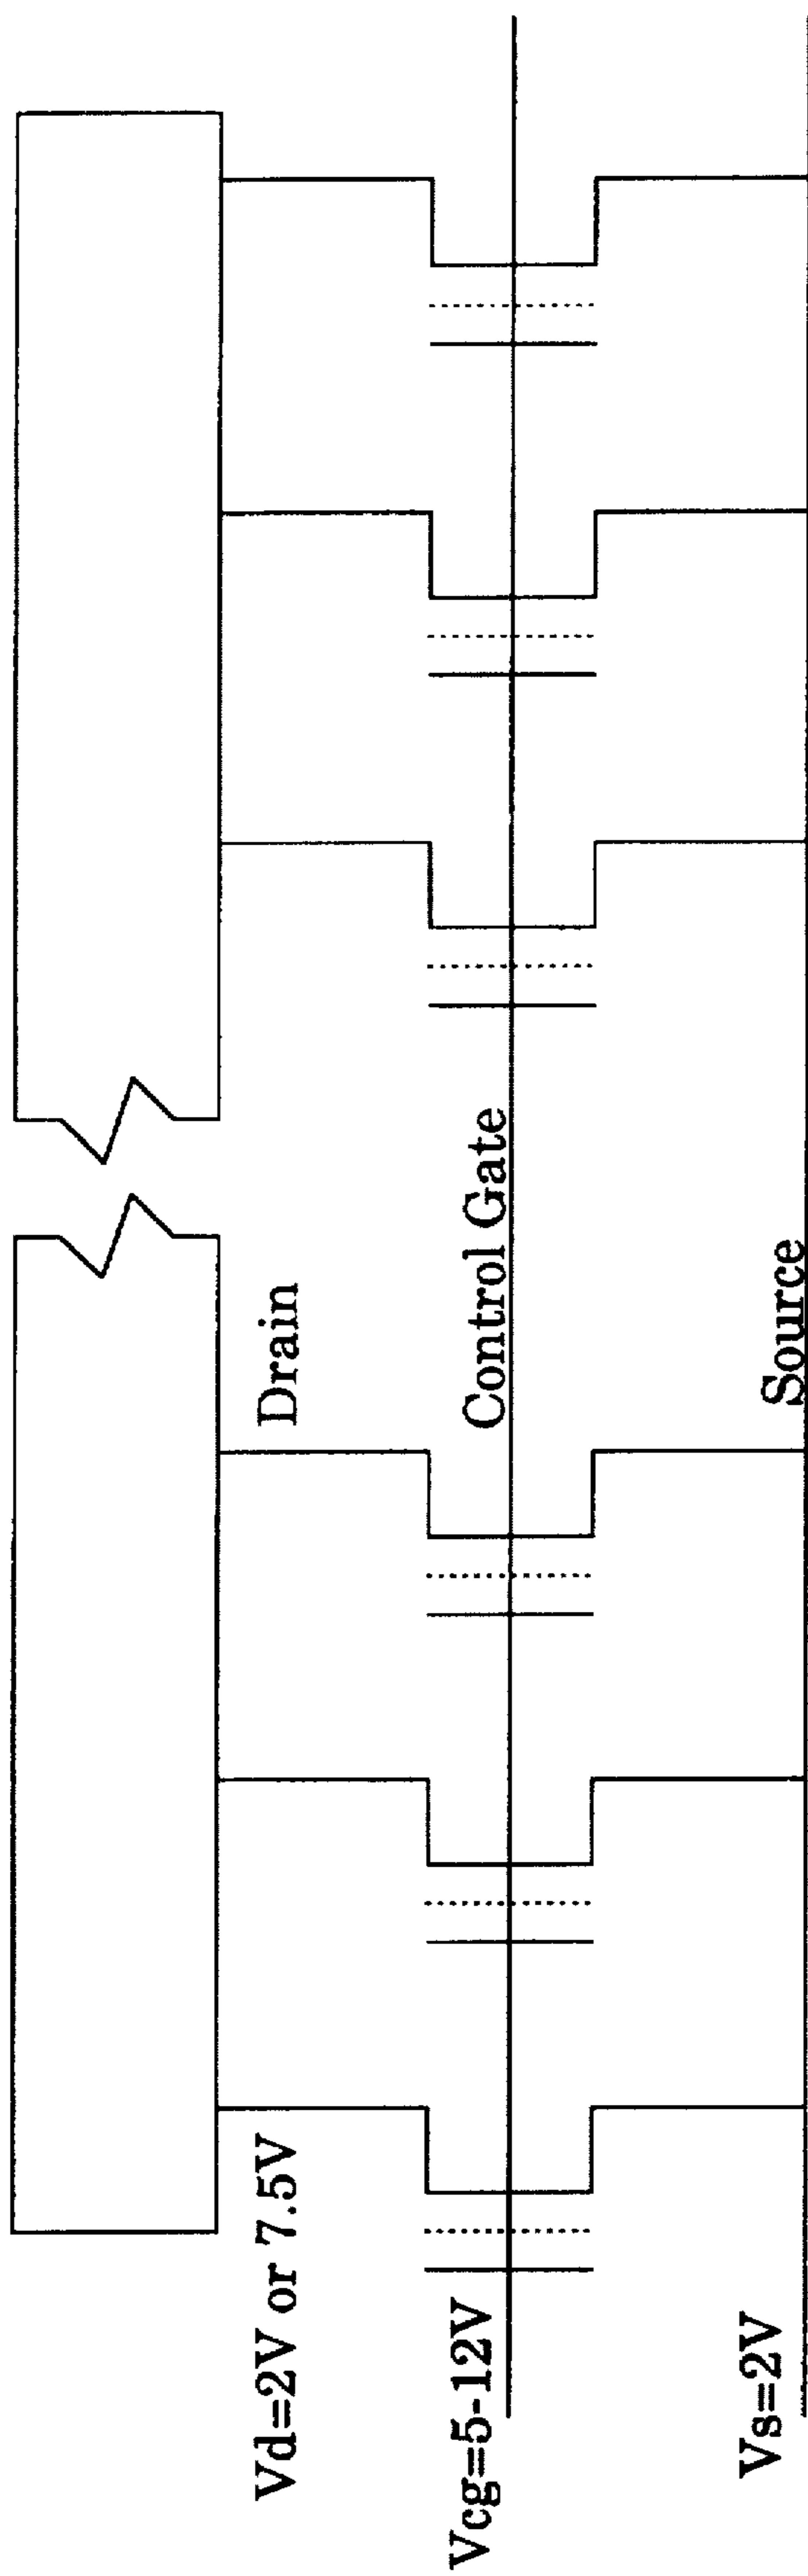 Vd=2V or 7.5V
Drain
Vcg=5-12V
Control Gate
Vs=2V
Source